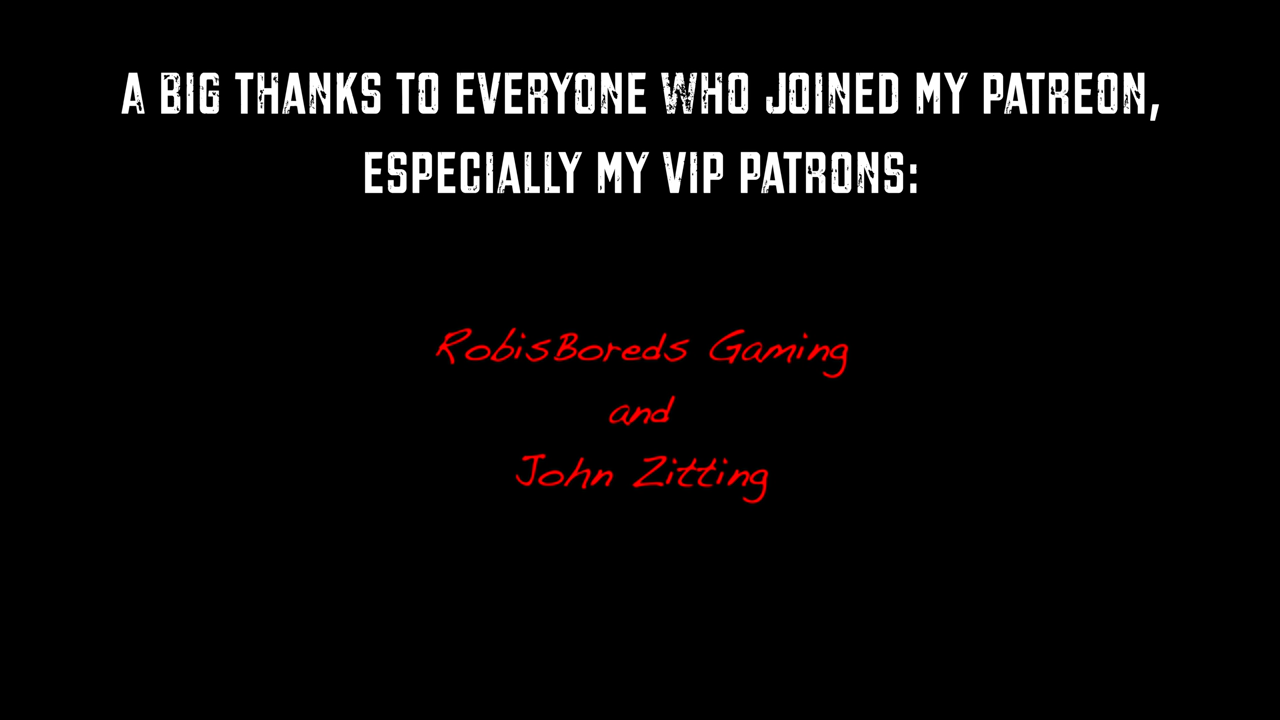 A BIG THANKS TO EVERYONE WHO JOINED MY PATREON,
ESPECIALLY MY VIP PATRONS:
RobisBoreds Gaming
and
John Zitting